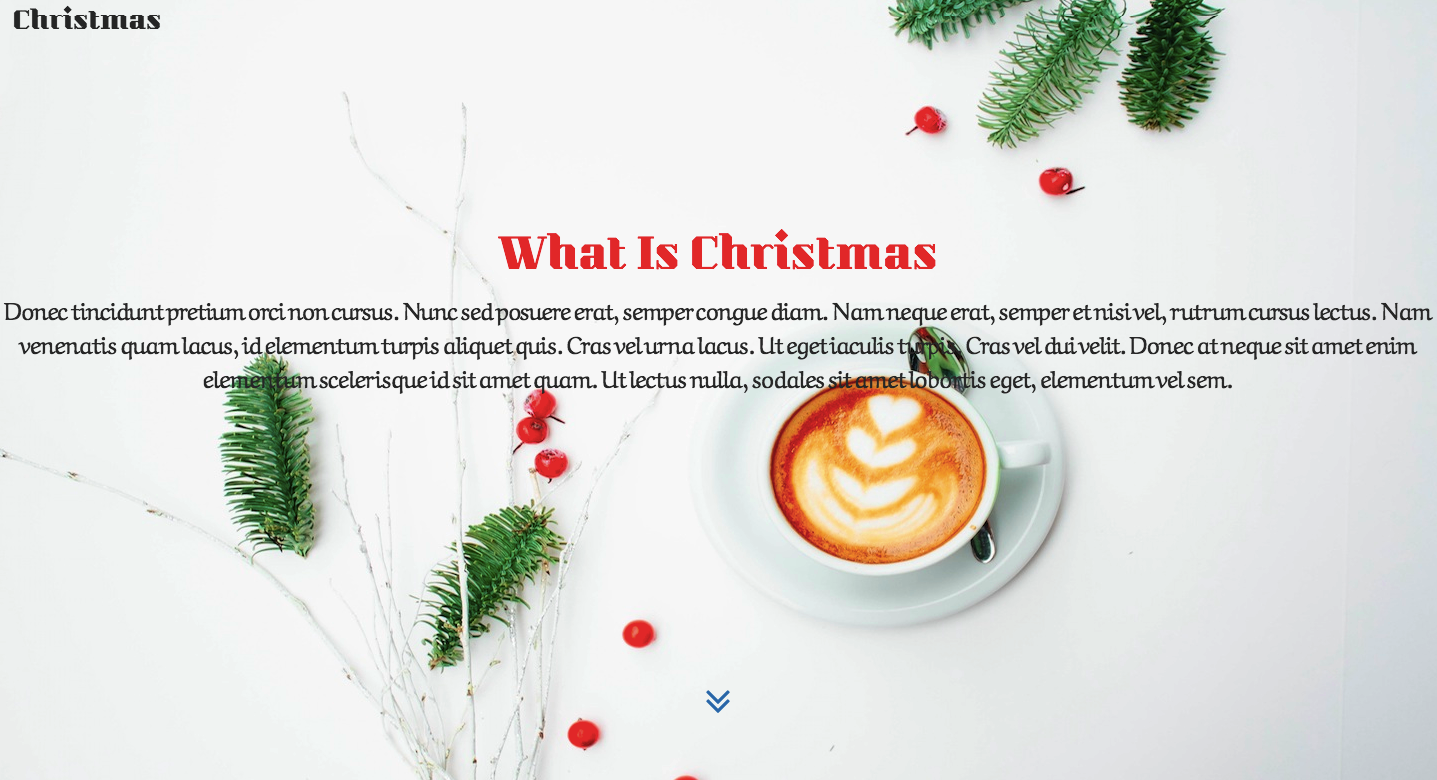 Christmas
What Is Christmas
Donec tincidunt pretium orci non cursus. Nunc sed posuere erat, semper congue diam. Nam neque erat, semper et nisi vel, rutrum cursus lectus. Nam
venenatis quam lacus, id elementum turpis aliquet quis. Cras vel urna lacus. Ut eget iaculis turpis. Cras vel dui velit. Donec at neque sit amet enim
elementum scelerisque id sit amet quam. Ut lectus nulla, sodales sit amet lobortis eget, elementum vel sem.